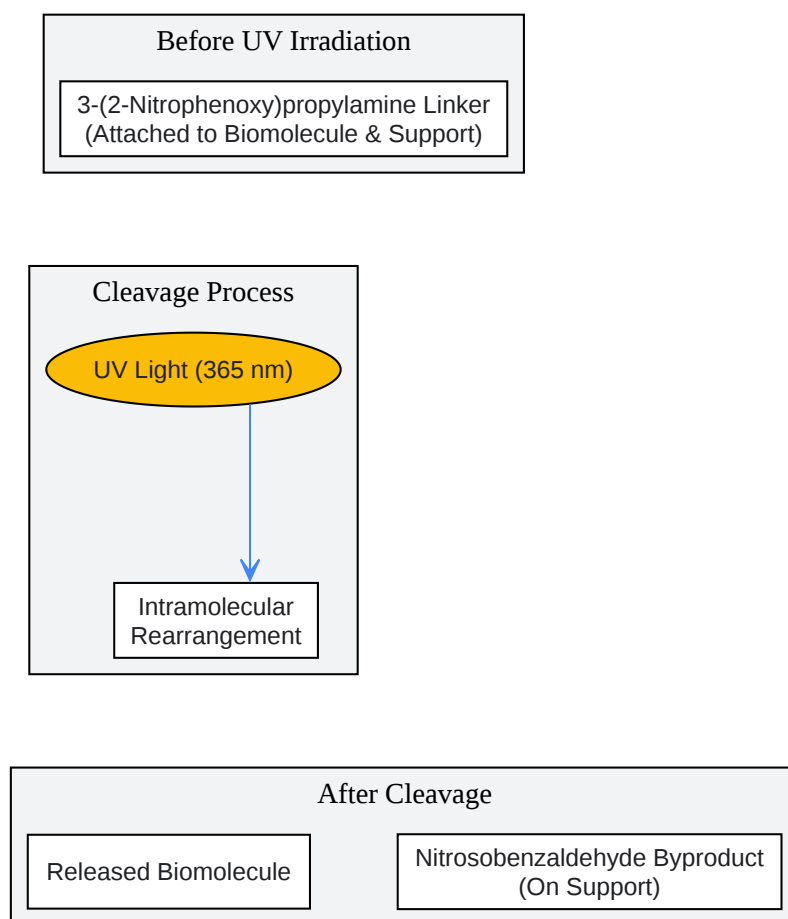 Before UV Irradiation
3-(2-Nitrophenoxy)propylamine Linker
(Attached to Biomolecule & Support)
Cleavage Process
UV Light (365 nm)
Intramolecular
Rearrangement
After Cleavage
Released Biomolecule
Nitrosobenzaldehyde Byproduct
(On Support)